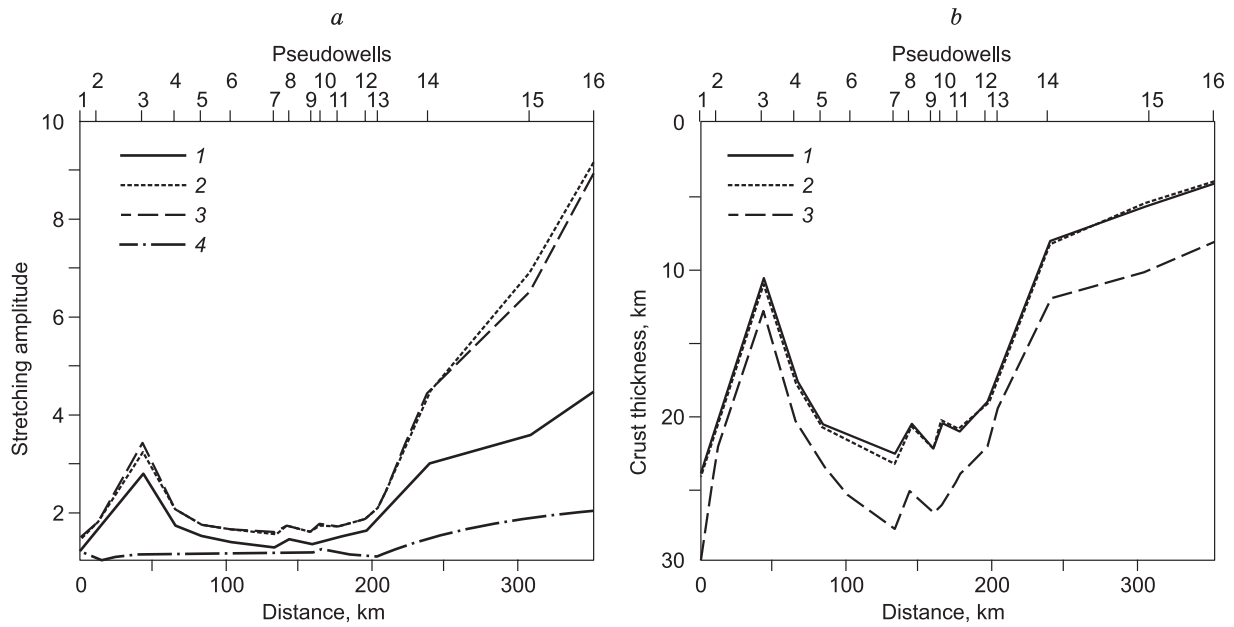 a
Pseudowells
2 4 6 8 10 12 14 16
1 3 5 7 9 11 13 15
10
8
6
4
2
1
2
3
4
Stretching amplitude
0 100 200 300
Distance, km
b
Pseudowells
2 4 6 8 10 12 14 16
1 3 5 7 9 11 13 15
0
10
20
30
1
2
3
Crust thickness, km
0 100 200 300
Distance, km